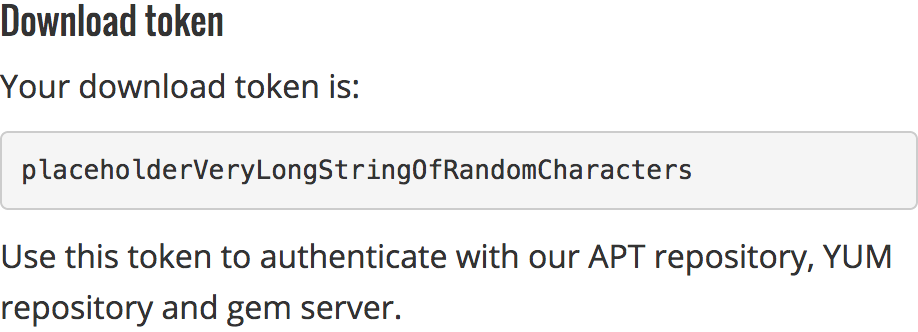 Download token
Your download token is:
placeholderVeryLongStringOfRandomCharacters
Use this token to authenticate with our APT repository, YUM
repository and gem server.